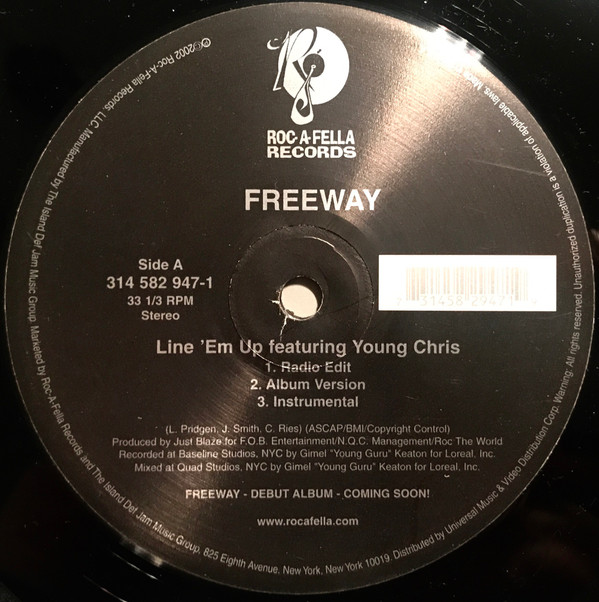 ROC-A-FELLA
RECORDS
FREEWAY
Side A
314 582 947-1
33 1/3 RPM
Stereo
Line 'Em Up featuring Young Chris
1. Radio Edit
2. Album Version
3. Instrumental
(L. Pridgen, J. Smith, C. Ries) (ASCAP/BMI/Copyright Control)
Produced by Just Blaze for F.O.B. Entertainment/N.Q.C. Management/Roc The World
Recorded at Baseline Studios, NYC by Gimel "Young Guru" Keaton for Loreal, Inc.
Mixed at Quad Studios, NYC by Gimel "Young Guru" Keaton for Loreal, Inc.
FREEWAY - DEBUT ALBUM - COMING SOON!
www.rocafella.com
℗©2002 Roc-A-Fella Records, LLC. Manufactured by The Island Def Jam Music Group. Marketed by Roc-A-Fella Records and The Island Def Jam Music Group, 825 Eighth Avenue, New York, New York 10019. Distributed by Universal Music & Video Distribution Corp. Warning: All rights reserved. Unauthorized duplication is a violation of applicable laws.